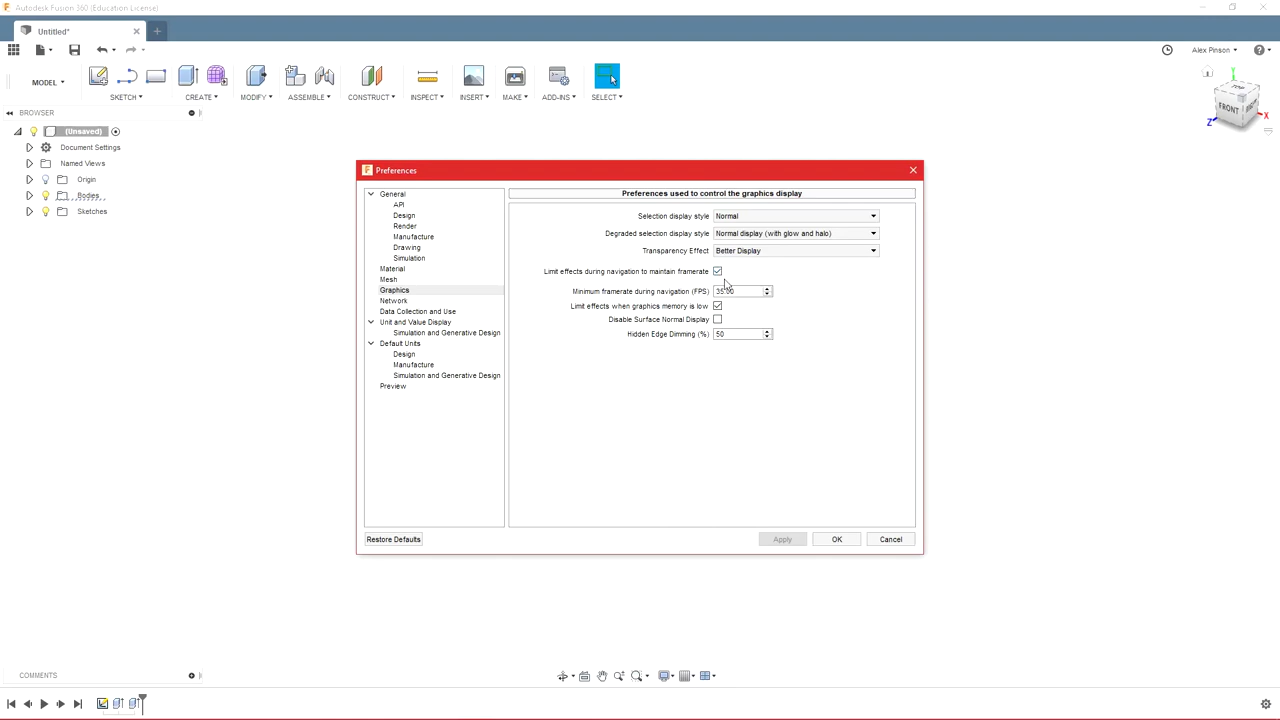 Autodesk Fusion 360 (Education License)
Untitled*
Alex Pinson
MODEL
SKETCH
CREATE
MODIFY
ASSEMBLE
CONSTRUCT
INSPECT
INSERT
MAKE
ADD-INS
SELECT
TOP
FRONT
RIGHT
Y
X
Z
BROWSER
(Unsaved)
Document Settings
Named Views
Origin
Bodies
Sketches
Preferences
General
API
Design
Render
Manufacture
Drawing
Simulation
Material
Mesh
Graphics
Network
Data Collection and Use
Unit and Value Display
Simulation and Generative Design
Default Units
Design
Manufacture
Simulation and Generative Design
Preview
Preferences used to control the graphics display
Selection display style Normal
Degraded selection display style Normal display (with glow and halo)
Transparency Effect Better Display
Limit effects during navigation to maintain framerate
Minimum framerate during navigation (FPS) 35.00
Limit effects when graphics memory is low
Disable Surface Normal Display
Hidden Edge Dimming (%) 50
Restore Defaults
Apply
OK
Cancel
COMMENTS